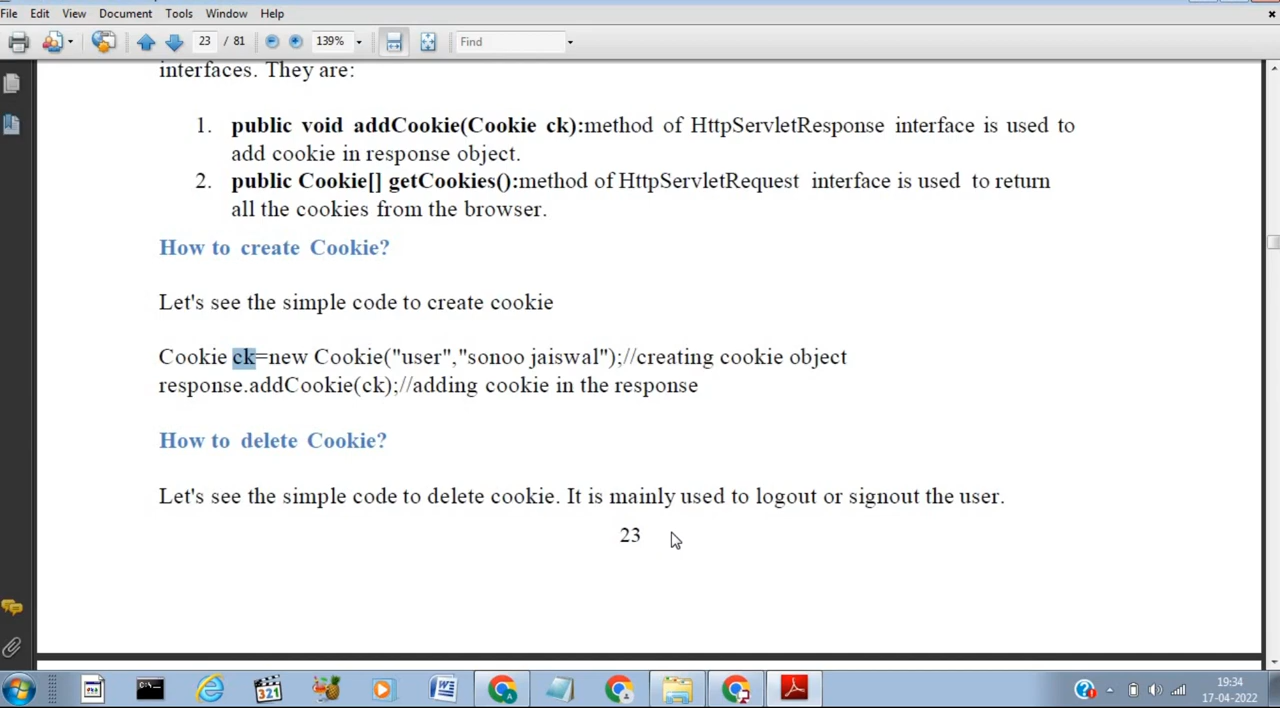 File Edit View Document Tools Window Help
23 / 81 139% Find
interfaces. They are:
1. public void addCookie(Cookie ck):method of HttpServletResponse interface is used to
add cookie in response object.
2. public Cookie[] getCookies():method of HttpServletRequest interface is used to return
all the cookies from the browser.
How to create Cookie?
Let's see the simple code to create cookie
Cookie ck=new Cookie("user","sonoo jaiswal");//creating cookie object
response.addCookie(ck);//adding cookie in the response
How to delete Cookie?
Let's see the simple code to delete cookie. It is mainly used to logout or signout the user.
23
19:34
17-04-2022